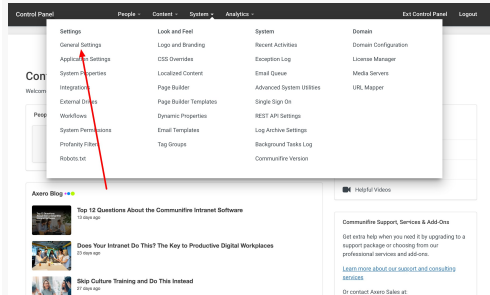 Control Panel People Content System Analytics Ext Control Panel Logout
Settings Look and Feel System Domain
General Settings Logo and Branding Recent Activities Domain Configuration
Application Settings CSS Overrides Exception Log License Manager
System Properties Localized Content Email Queue Media Servers
Integrations Page Builder Advanced System Utilities URL Mapper
External Drives Page Builder Templates Single Sign On
Workflows Dynamic Properties REST API Settings
System Permissions Email Templates Log Archive Settings
Profanity Filter Tag Groups Background Tasks Log
Robots.txt Communifire Version
Con
Welcom
Peop
Helpful Videos
Axero Blog
Top 12 Questions About the Communifire Intranet Software
13 days ago
Does Your Intranet Do This? The Key to Productive Digital Workplaces
23 days ago
Skip Culture Training and Do This Instead
27 days ago
Communifire Support, Services & Add-Ons
Get extra help when you need it by upgrading to a
support package or choosing from our
professional services and add-ons.
Learn more about our support and consulting
services
Or contact Axero Sales at: